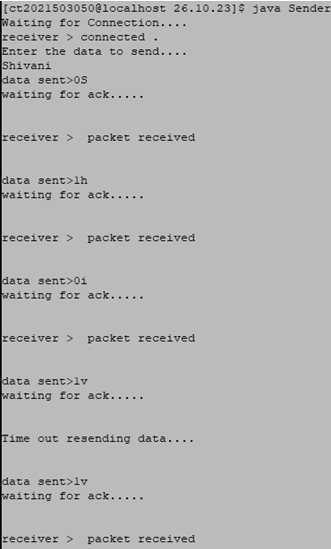 [ct2021503050@localhost 26.10.23]$ java Sender
Waiting for Connection....
receiver > connected .
Enter the data to send....
Shivani
data sent>0S
waiting for ack.....
receiver >  packet received
data sent>1h
waiting for ack.....
receiver >  packet received
data sent>0i
waiting for ack.....
receiver >  packet received
data sent>1v
waiting for ack.....
Time out resending data....
data sent>1v
waiting for ack.....
receiver >  packet received